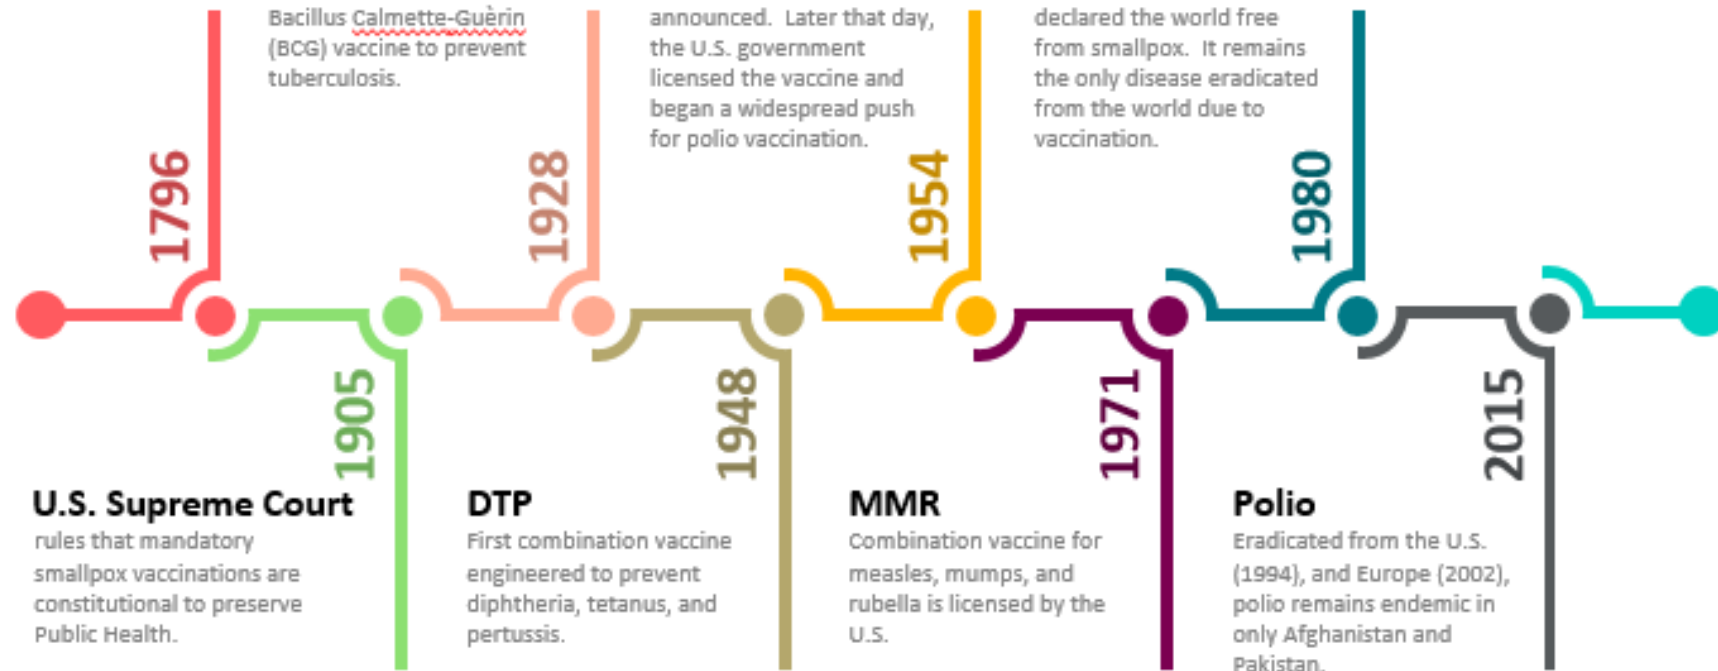 Bacillus Calmette-Guèrin
(BCG) vaccine to prevent
tuberculosis.
announced.  Later that day,
the U.S. government
licensed the vaccine and
began a widespread push
for polio vaccination.
declared the world free
from smallpox.  It remains
the only disease eradicated
from the world due to
vaccination.
1796
1928
1954
1980
1905
1948
1971
2015
U.S. Supreme Court
rules that mandatory
smallpox vaccinations are
constitutional to preserve
Public Health.
DTP
First combination vaccine
engineered to prevent
diphtheria, tetanus, and
pertussis.
MMR
Combination vaccine for
measles, mumps, and
rubella is licensed by the
U.S.
Polio
Eradicated from the U.S.
(1994), and Europe (2002),
polio remains endemic in
only Afghanistan and
Pakistan.